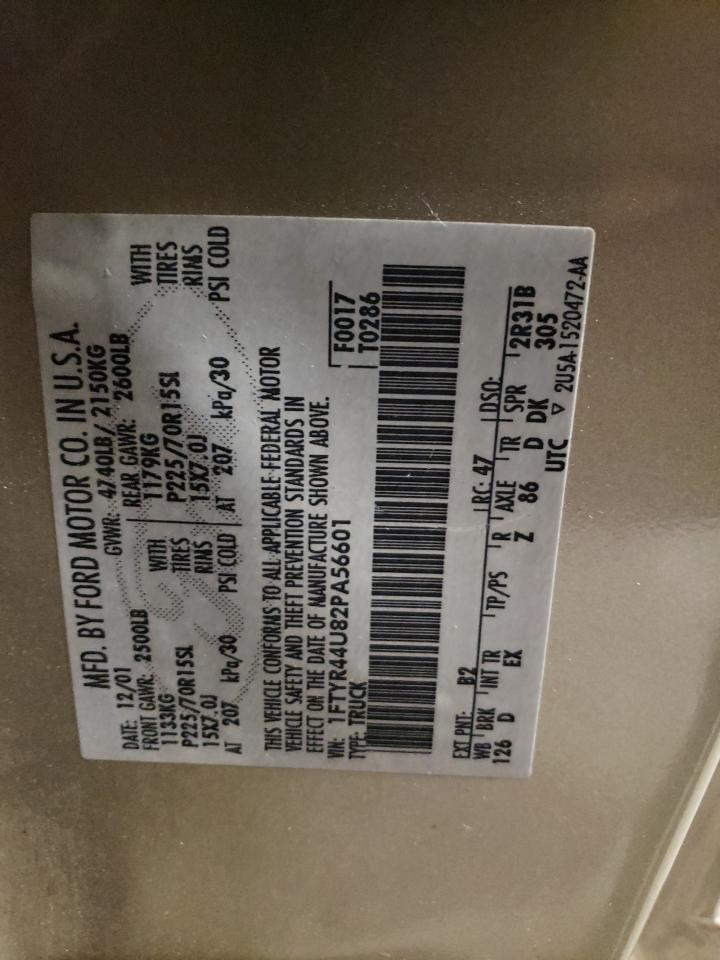 MFD. BY FORD MOTOR CO. IN U.S.A.
DATE: 12/01 GVWR: 4740LB/ 2150KG
FRONT GAWR: 2500LB REAR GAWR: 2600LB
1133KG WITH 1179KG WITH
P225/70R15SL TIRES P225/70R15SL TIRES
15X7.0J RIMS 15X7.0J RIMS
AT 207 kPa/30 PSI COLD AT 207 kPa/30 PSI COLD
THIS VEHICLE CONFORMS TO ALL APPLICABLE FEDERAL MOTOR
VEHICLE SAFETY AND THEFT PREVENTION STANDARDS IN
EFFECT ON THE DATE OF MANUFACTURE SHOWN ABOVE.
VIN: 1FTYR44U82PA56601 F0017
TYPE: TRUCK T0286
EXT PNT: B2 RC: 47 DSO:
WB BRK INT TR TP/PS R AXLE TR SPR 2R31B
126 D EX Z 86 D DK 305
UTC ▽ 2U5A-1520472-AA